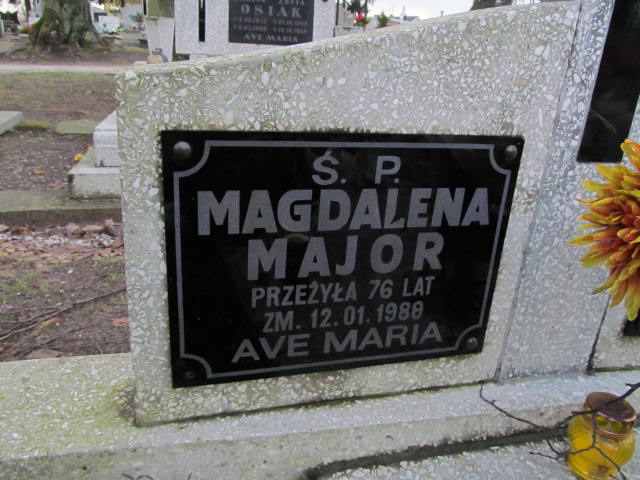 OSIAK
AVE MARIA
Ś. P.
MAGDALENA
MAJOR
PRZEŻYŁA 76 LAT
ZM. 12.01.1988
AVE MARIA